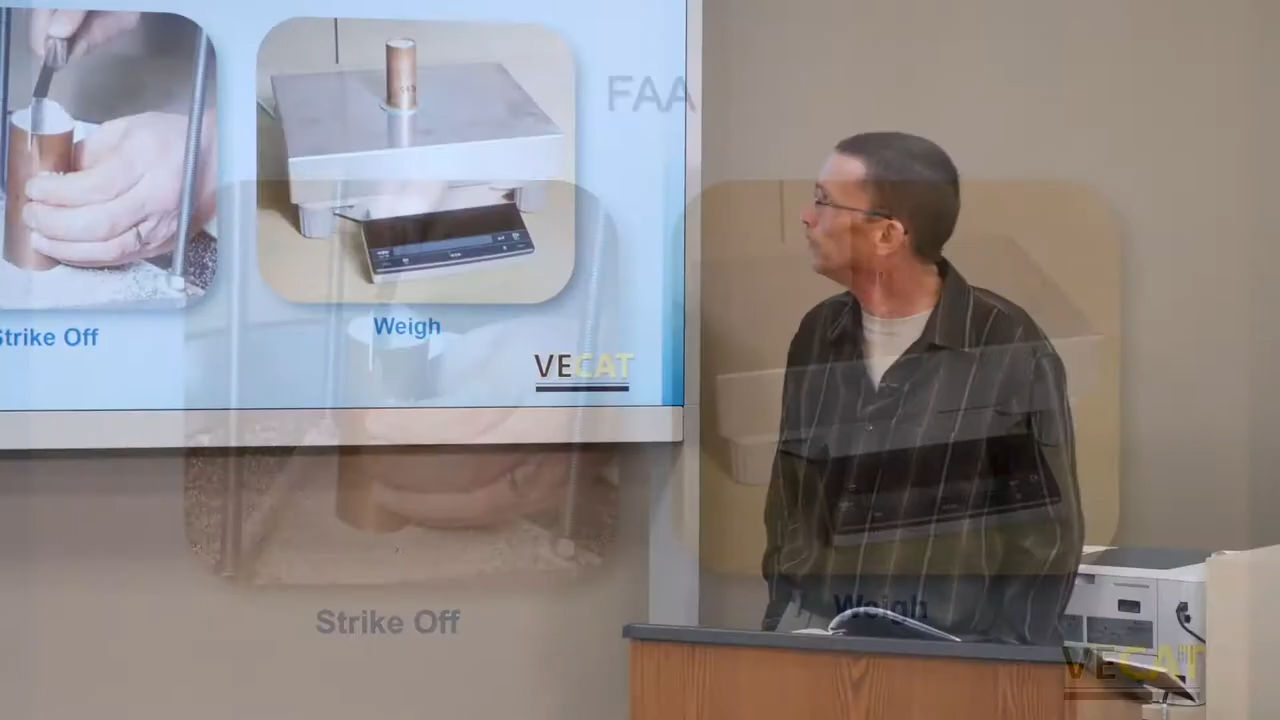 FAA
Strike Off
Weigh
VECAT
Strike Off
Weigh
VECAT